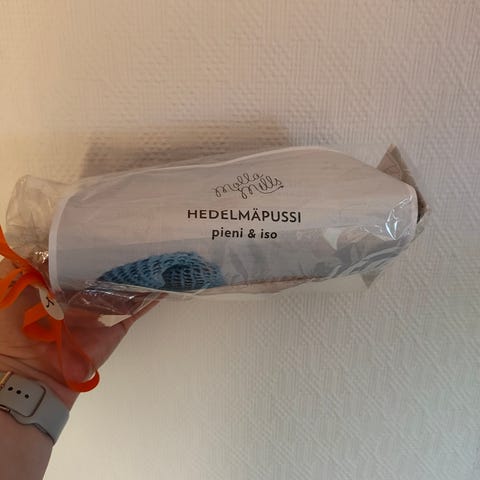 Molla
Mills
HEDELMÄPUSSI
pieni & iso